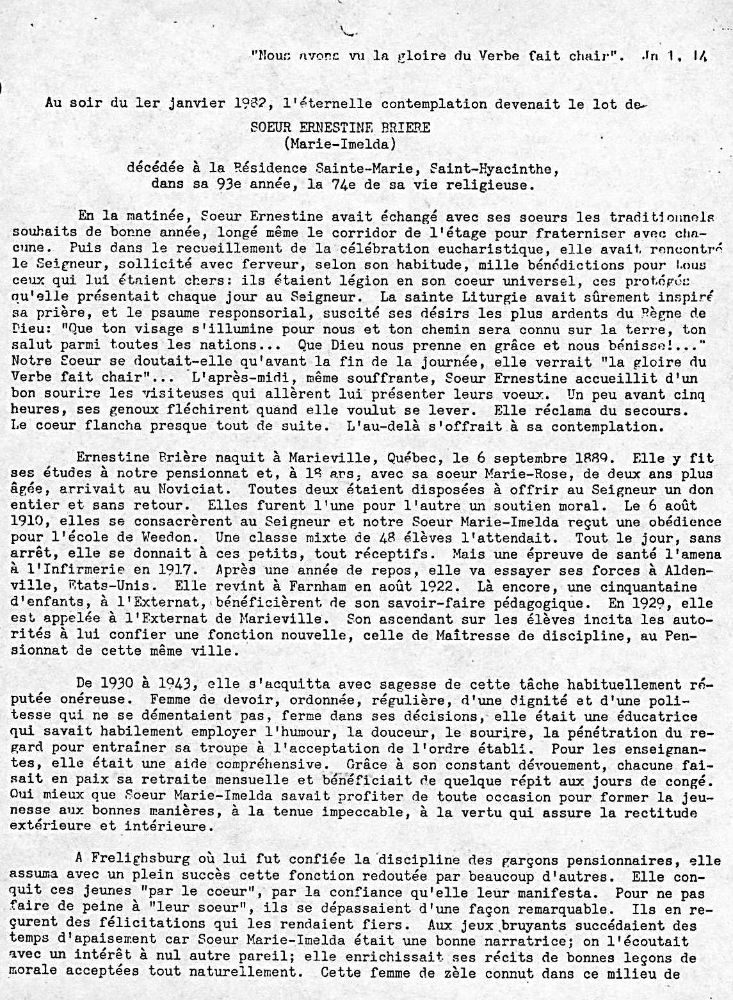 "Nous avons vu la gloire du Verbe fait chair". Jn 1, 14
Au soir du 1er janvier 1982, l'éternelle contemplation devenait le lot de
SOEUR ERNESTINE BRIERE
(Marie-Imelda)
décédée à la Résidence Sainte-Marie, Saint-Hyacinthe,
dans sa 93e année, la 74e de sa vie religieuse.
En la matinée, Soeur Ernestine avait échangé avec ses soeurs les traditionnels
souhaits de bonne année, longé même le corridor de l'étage pour fraterniser avec cha-
cune. Puis dans le recueillement de la célébration eucharistique, elle avait rencontré
le Seigneur, sollicité avec ferveur, selon son habitude, mille bénédictions pour tous
ceux qui lui étaient chers: ils étaient légion en son coeur universel, ces protégés
qu'elle présentait chaque jour au Seigneur. La sainte Liturgie avait sûrement inspiré
sa prière, et le psaume responsorial, suscité ses désirs les plus ardents du Règne de
Dieu: "Que ton visage s'illumine pour nous et ton chemin sera connu sur la terre, ton
salut parmi toutes les nations... Que Dieu nous prenne en grâce et nous bénisse!..."
Notre Soeur se doutait-elle qu'avant la fin de la journée, elle verrait "la gloire du
Verbe fait chair"... L'après-midi, même souffrante, Soeur Ernestine accueillit d'un
bon sourire les visiteuses qui allèrent lui présenter leurs voeux. Un peu avant cinq
heures, ses genoux fléchirent quand elle voulut se lever. Elle réclama du secours.
Le coeur flancha presque tout de suite. L'au-delà s'offrait à sa contemplation.
Ernestine Brière naquit à Marieville, Québec, le 6 septembre 1889. Elle y fit
ses études à notre pensionnat et, à 18 ans, avec sa soeur Marie-Rose, de deux ans plus
âgée, arrivait au Noviciat. Toutes deux étaient disposées à offrir au Seigneur un don
entier et sans retour. Elles furent l'une pour l'autre un soutien moral. Le 6 août
1910, elles se consacrèrent au Seigneur et notre Soeur Marie-Imelda reçut une obédience
pour l'école de Weedon. Une classe mixte de 48 élèves l'attendait. Tout le jour, sans
arrêt, elle se donnait à ces petits, tout réceptifs. Mais une épreuve de santé l'amena
à l'Infirmerie en 1917. Après une année de repos, elle va essayer ses forces à Alden-
ville, Etats-Unis. Elle revint à Farnham en août 1922. Là encore, une cinquantaine
d'enfants, à l'Externat, bénéficièrent de son savoir-faire pédagogique. En 1929, elle
est appelée à l'Externat de Marieville. Son ascendant sur les élèves incita les auto-
rités à lui confier une fonction nouvelle, celle de Maîtresse de discipline, au Pen-
sionnat de cette même ville.
De 1930 à 1943, elle s'acquitta avec sagesse de cette tâche habituellement ré-
putée onéreuse. Femme de devoir, ordonnée, régulière, d'une dignité et d'une poli-
tesse qui ne se démentaient pas, ferme dans ses décisions, elle était une éducatrice
qui savait habilement employer l'humour, la douceur, le sourire, la pénétration du re-
gard pour entraîner sa troupe à l'acceptation de l'ordre établi. Pour les enseignan-
tes, elle était une aide compréhensive. Grâce à son constant dévouement, chacune fai-
sait en paix sa retraite mensuelle et bénéficiait de quelque répit aux jours de congé.
Qui mieux que Soeur Marie-Imelda savait profiter de toute occasion pour former la jeu-
nesse aux bonnes manières, à la tenue impeccable, à la vertu qui assure la rectitude
extérieure et intérieure.
A Frelighsburg où lui fut confiée la discipline des garçons pensionnaires, elle
assuma avec un plein succès cette fonction redoutée par beaucoup d'autres. Elle con-
quit ces jeunes "par le coeur", par la confiance qu'elle leur manifesta. Pour ne pas
faire de peine à "leur soeur", ils se dépassaient d'une façon remarquable. Ils en re-
çurent des félicitations qui les rendaient fiers. Aux jeux bruyants succédaient des
temps d'apaisement car Soeur Marie-Imelda était une bonne narratrice; on l'écoutait
avec un intérêt à nul autre pareil; elle enrichissait ses récits de bonnes leçons de
morale acceptées tout naturellement. Cette femme de zèle connut dans ce milieu de